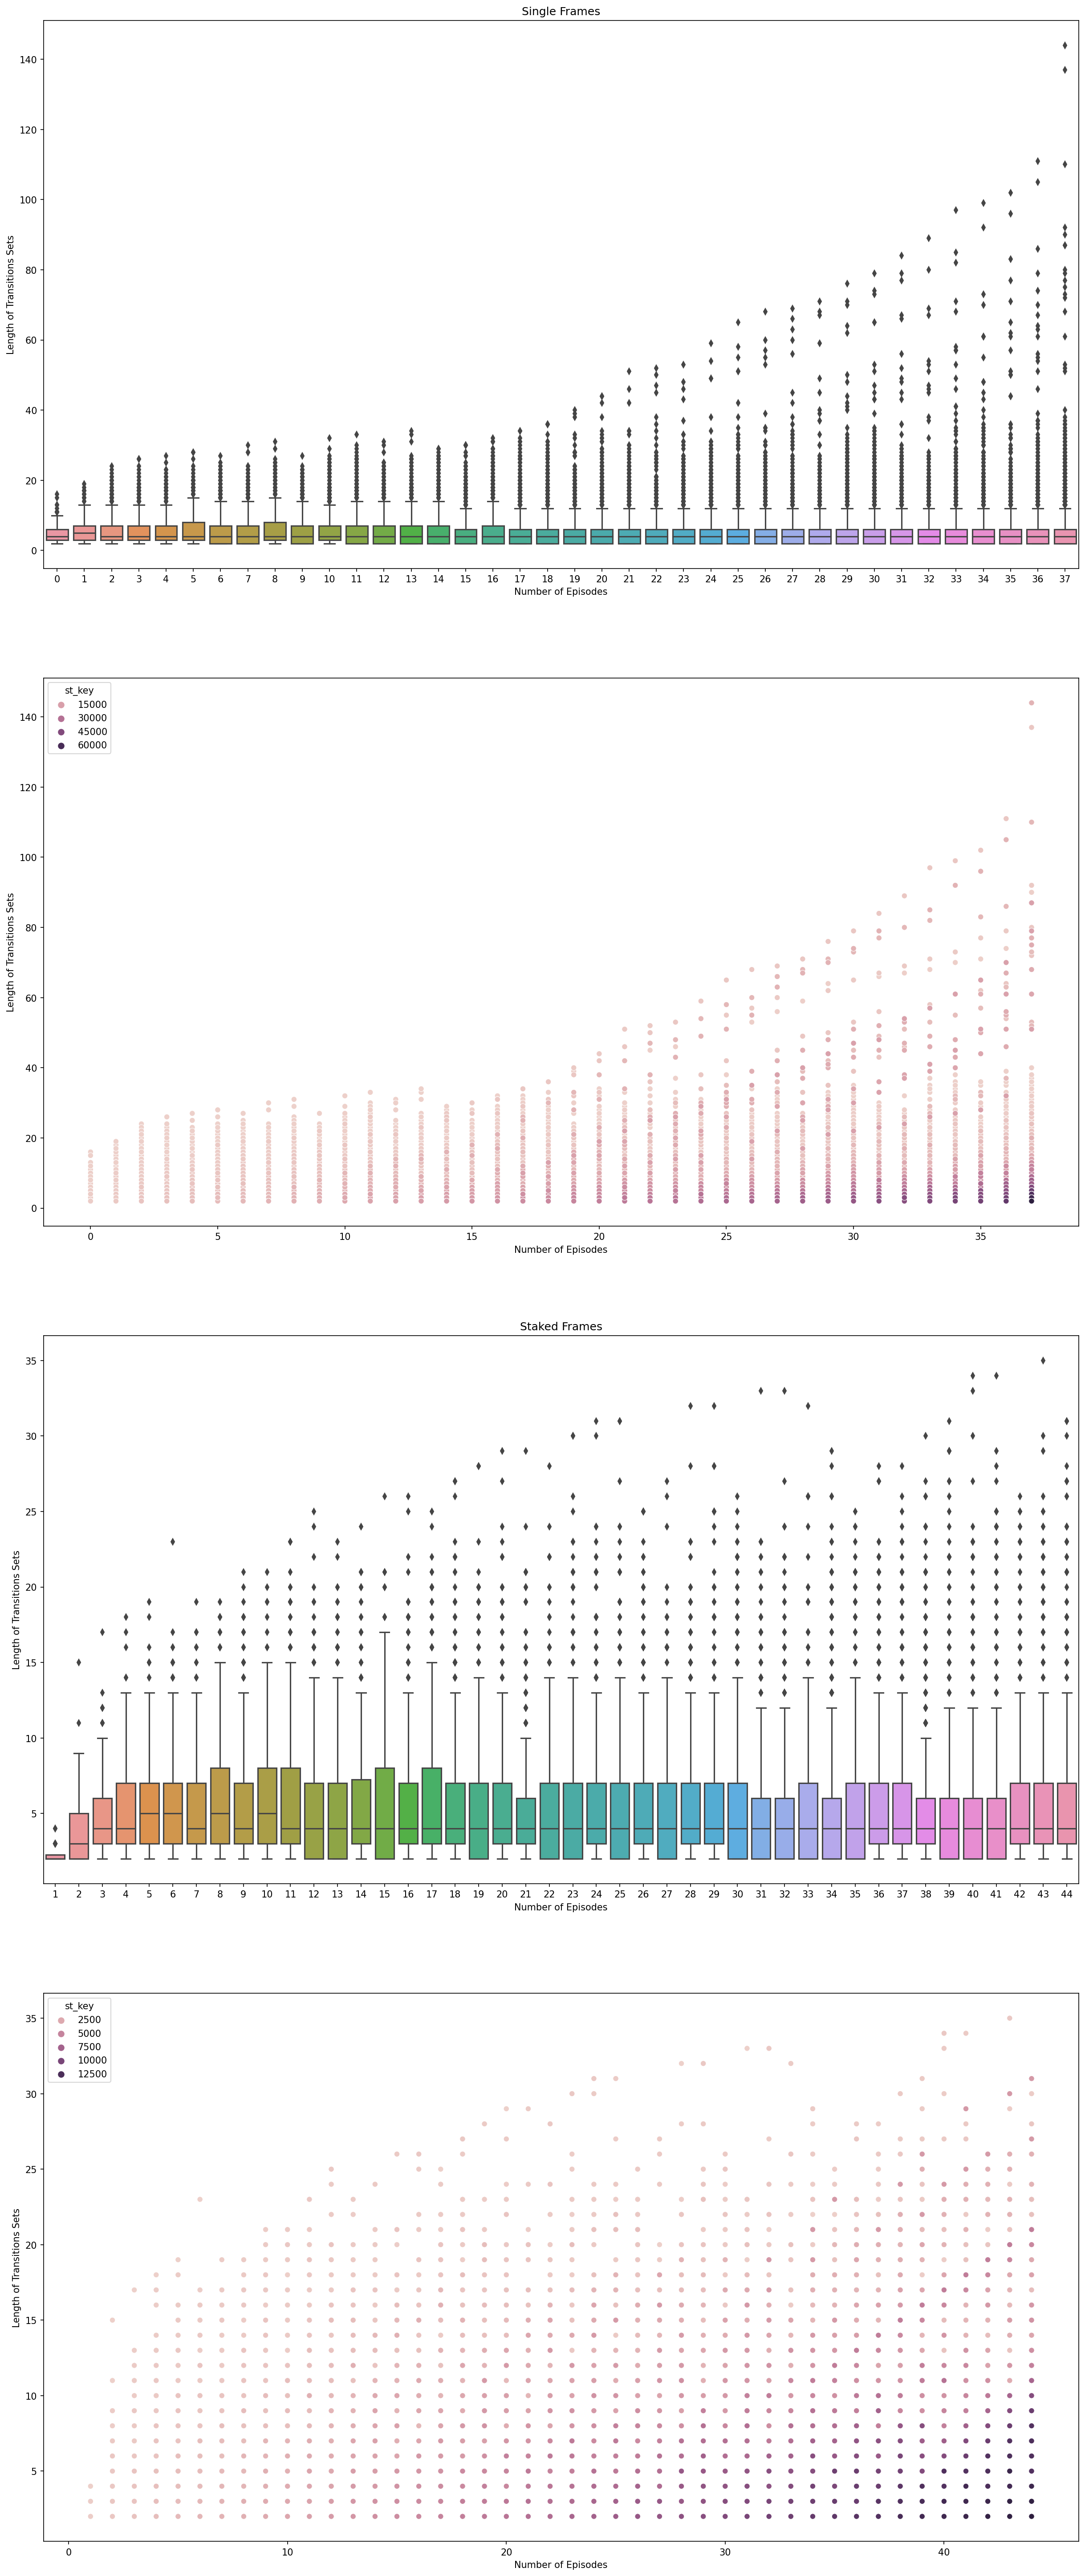 Single Frames
140
120
100
80
60
40
20
0
Length of Transitions Sets
0 1 2 3 4 5 6 7 8 9 10 11 12 13 14 15 16 17 18 19 20 21 22 23 24 25 26 27 28 29 30 31 32 33 34 35 36 37
Number of Episodes
st_key
15000
30000
45000
60000
140
120
100
80
60
40
20
0
Length of Transitions Sets
0 5 10 15 20 25 30 35
Number of Episodes
Staked Frames
35
30
25
20
15
10
5
Length of Transitions Sets
1 2 3 4 5 6 7 8 9 10 11 12 13 14 15 16 17 18 19 20 21 22 23 24 25 26 27 28 29 30 31 32 33 34 35 36 37 38 39 40 41 42 43 44
Number of Episodes
st_key
2500
5000
7500
10000
12500
35
30
25
20
15
10
5
Length of Transitions Sets
0 10 20 30 40
Number of Episodes